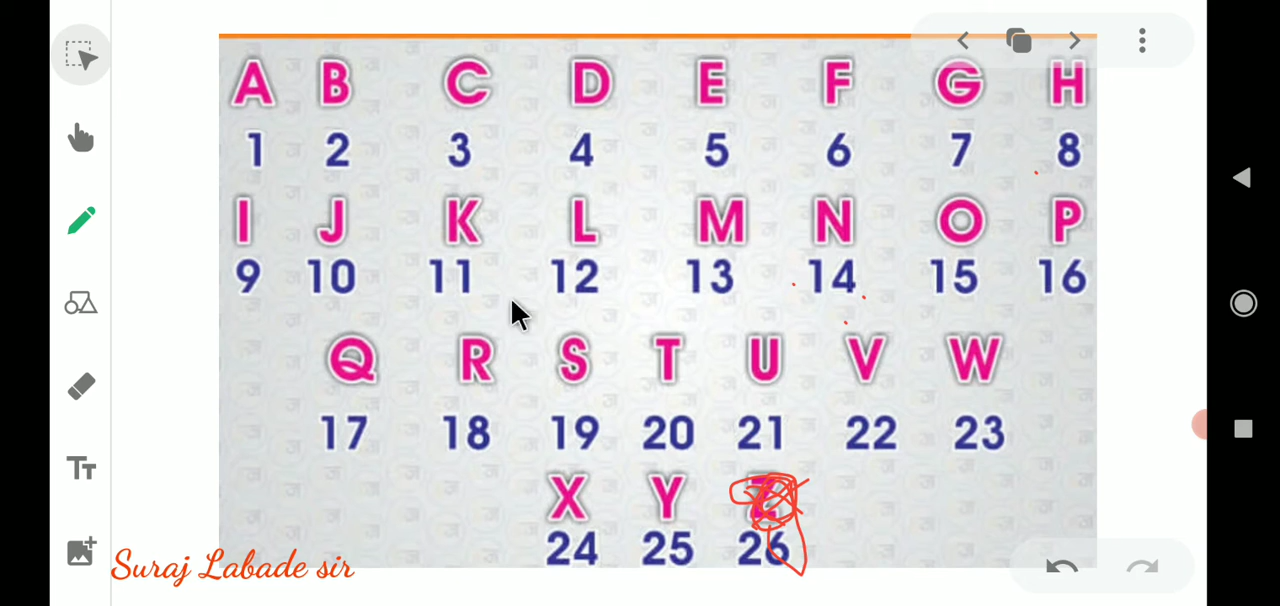 A B C D E F G H
1 2 3 4 5 6 7 8
I J K L M N O P
9 10 11 12 13 14 15 16
Q R S T U V W
17 18 19 20 21 22 23
X Y Z
24 25 26
Suraj Labade sir
TT